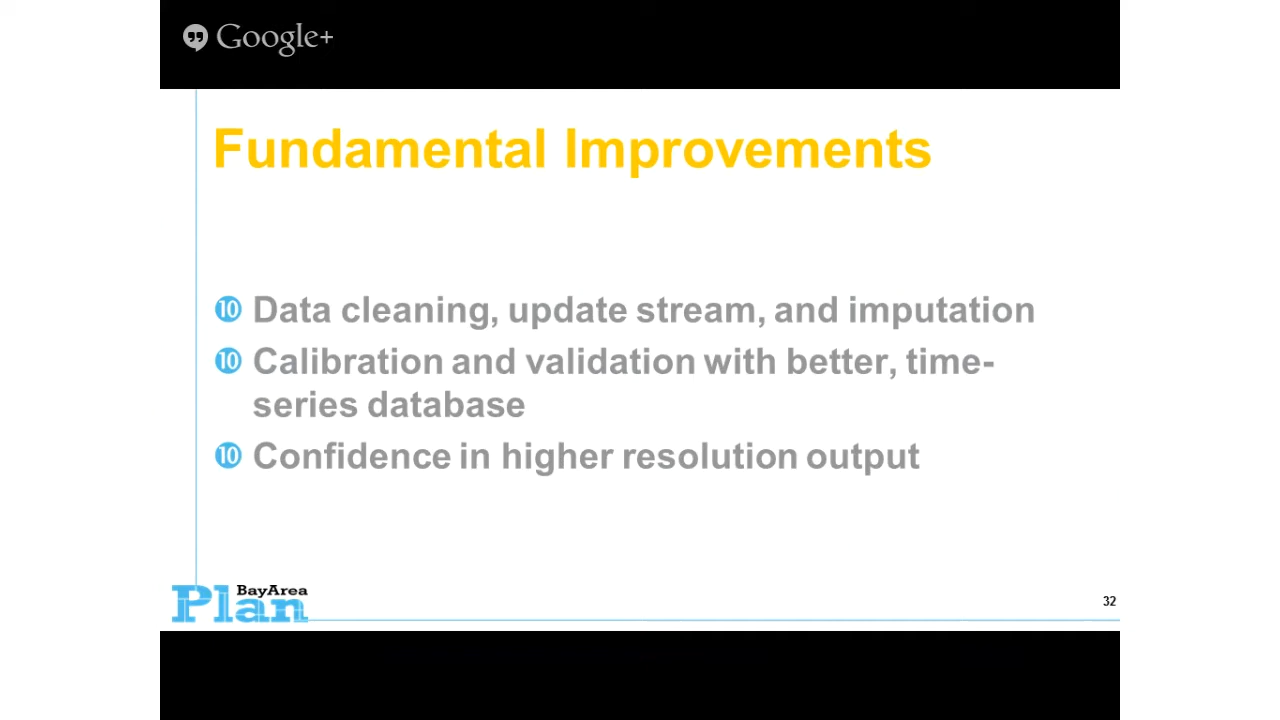 Google+
Fundamental Improvements
❿ Data cleaning, update stream, and imputation
❿ Calibration and validation with better, time-
series database
❿ Confidence in higher resolution output
BayArea
Plan
32